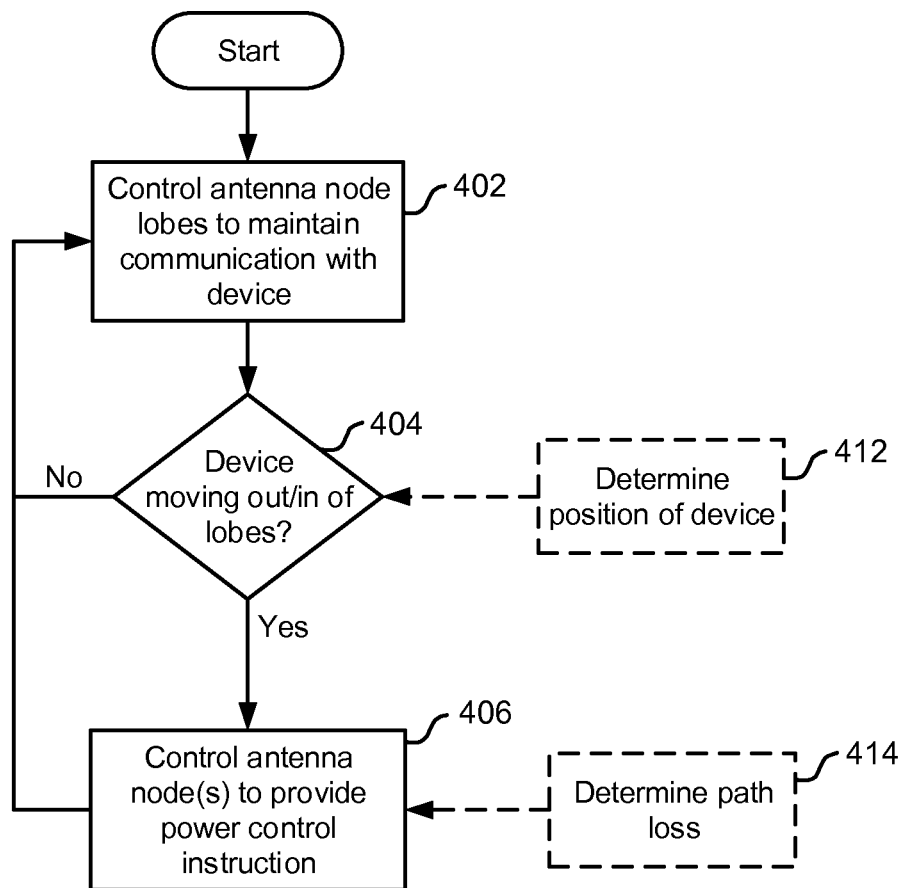 Start
Control antenna node
lobes to maintain
communication with
device
402
Device
moving out/in of
lobes?
404
No
Determine
position of device
412
Yes
Control antenna
node(s) to provide
power control
instruction
406
Determine path
loss
414